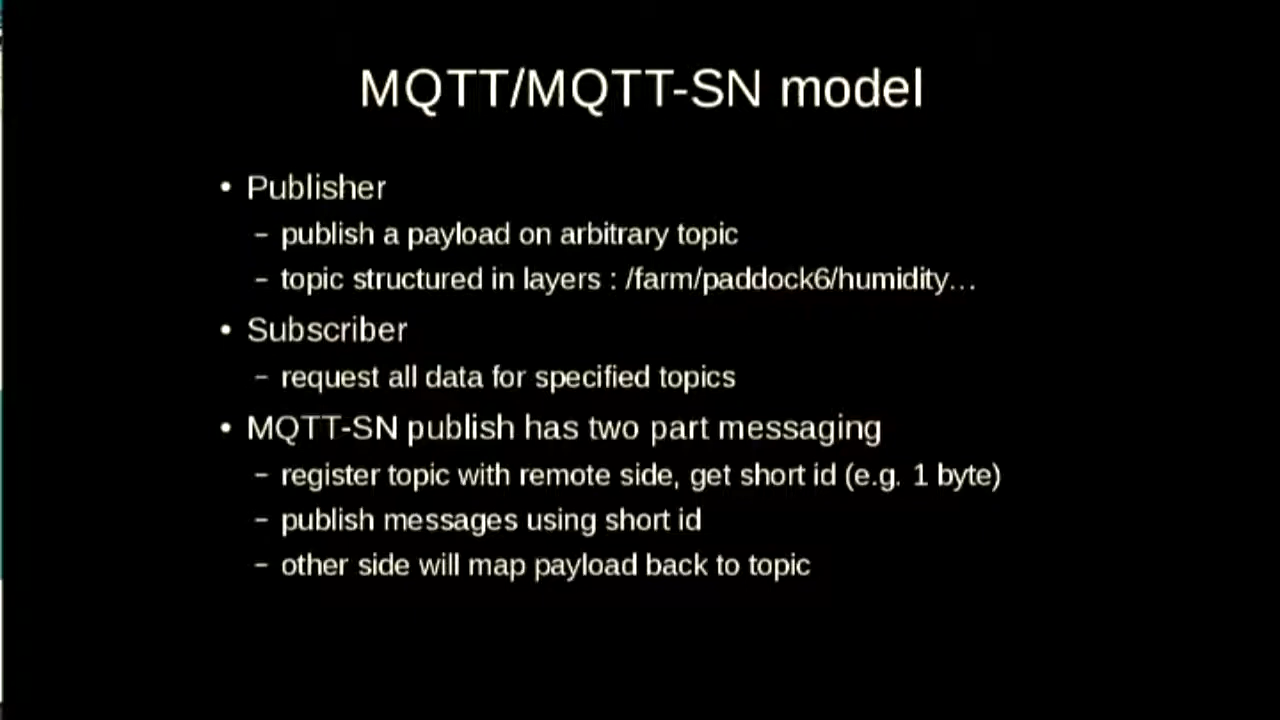 MQTT/MQTT-SN model
• Publisher
– publish a payload on arbitrary topic
– topic structured in layers : /farm/paddock6/humidity…
• Subscriber
– request all data for specified topics
• MQTT-SN publish has two part messaging
– register topic with remote side, get short id (e.g. 1 byte)
– publish messages using short id
– other side will map payload back to topic